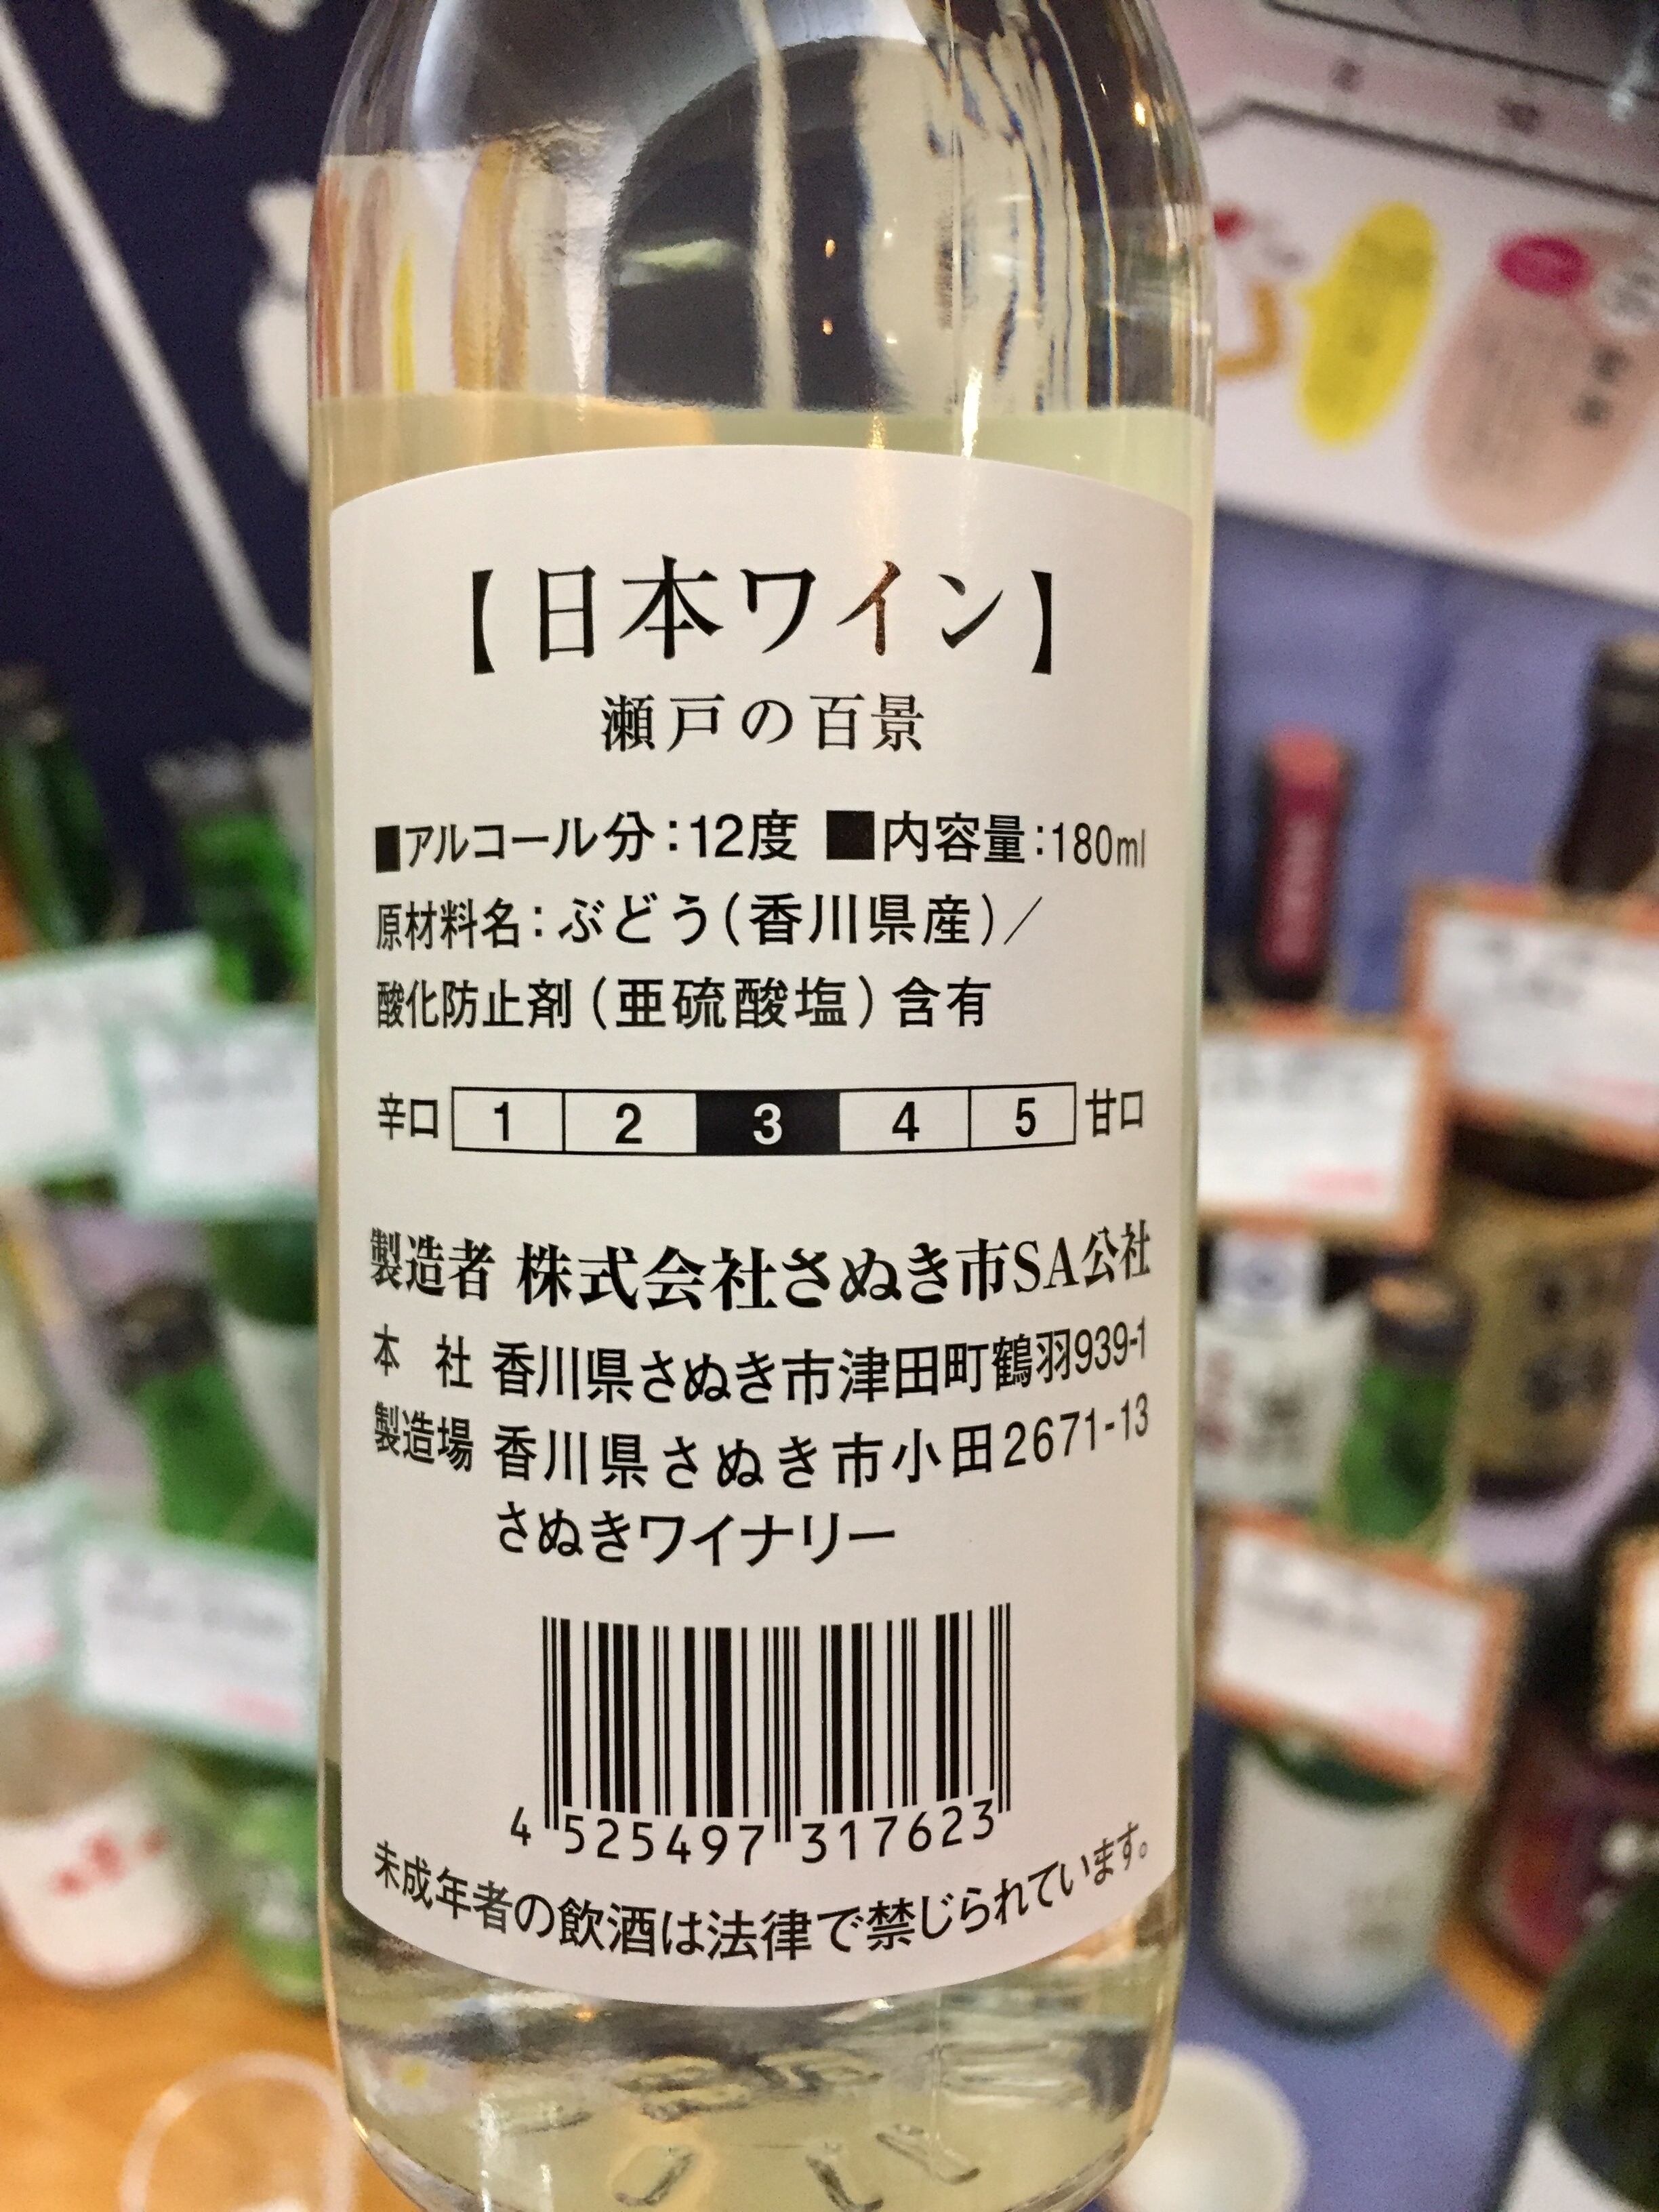 【日本ワイン】
瀬戸の百景
■アルコール分:12度 ■内容量:180ml
原材料名:ぶどう(香川県産)/
酸化防止剤(亜硫酸塩)含有
辛口 1 2 3 4 5 甘口
製造者 株式会社さぬき市SA公社
本 社 香川県さぬき市津田町鶴羽939-1
製造場 香川県さぬき市小田2671-13
さぬきワイナリー
4 525497 317623
未成年者の飲酒は法律で禁じられています。